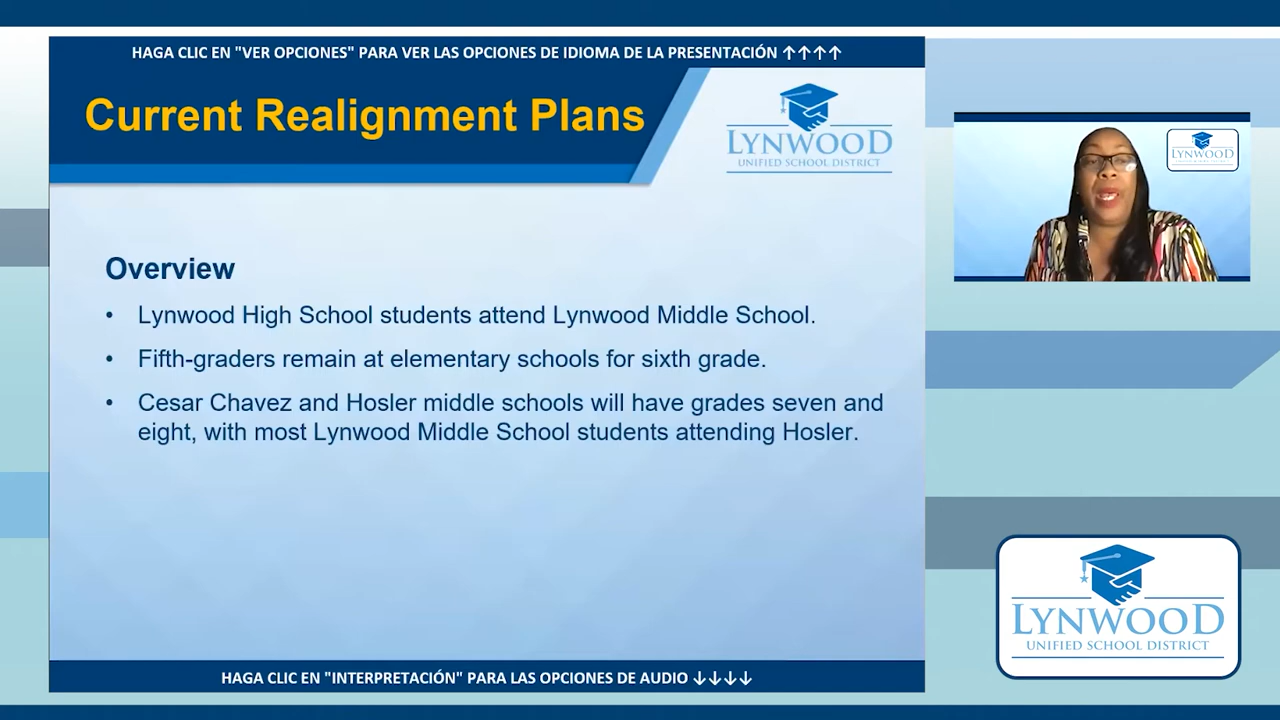 HAGA CLIC EN "VER OPCIONES" PARA VER LAS OPCIONES DE IDIOMA DE LA PRESENTACIÓN ↑↑↑↑
Current Realignment Plans
LYNWOOD
UNIFIED SCHOOL DISTRICT
LYNWOOD
Overview
• Lynwood High School students attend Lynwood Middle School.
• Fifth-graders remain at elementary schools for sixth grade.
• Cesar Chavez and Hosler middle schools will have grades seven and
eight, with most Lynwood Middle School students attending Hosler.
LYNWOOD
UNIFIED SCHOOL DISTRICT
HAGA CLIC EN "INTERPRETACIÓN" PARA LAS OPCIONES DE AUDIO ↓↓↓↓